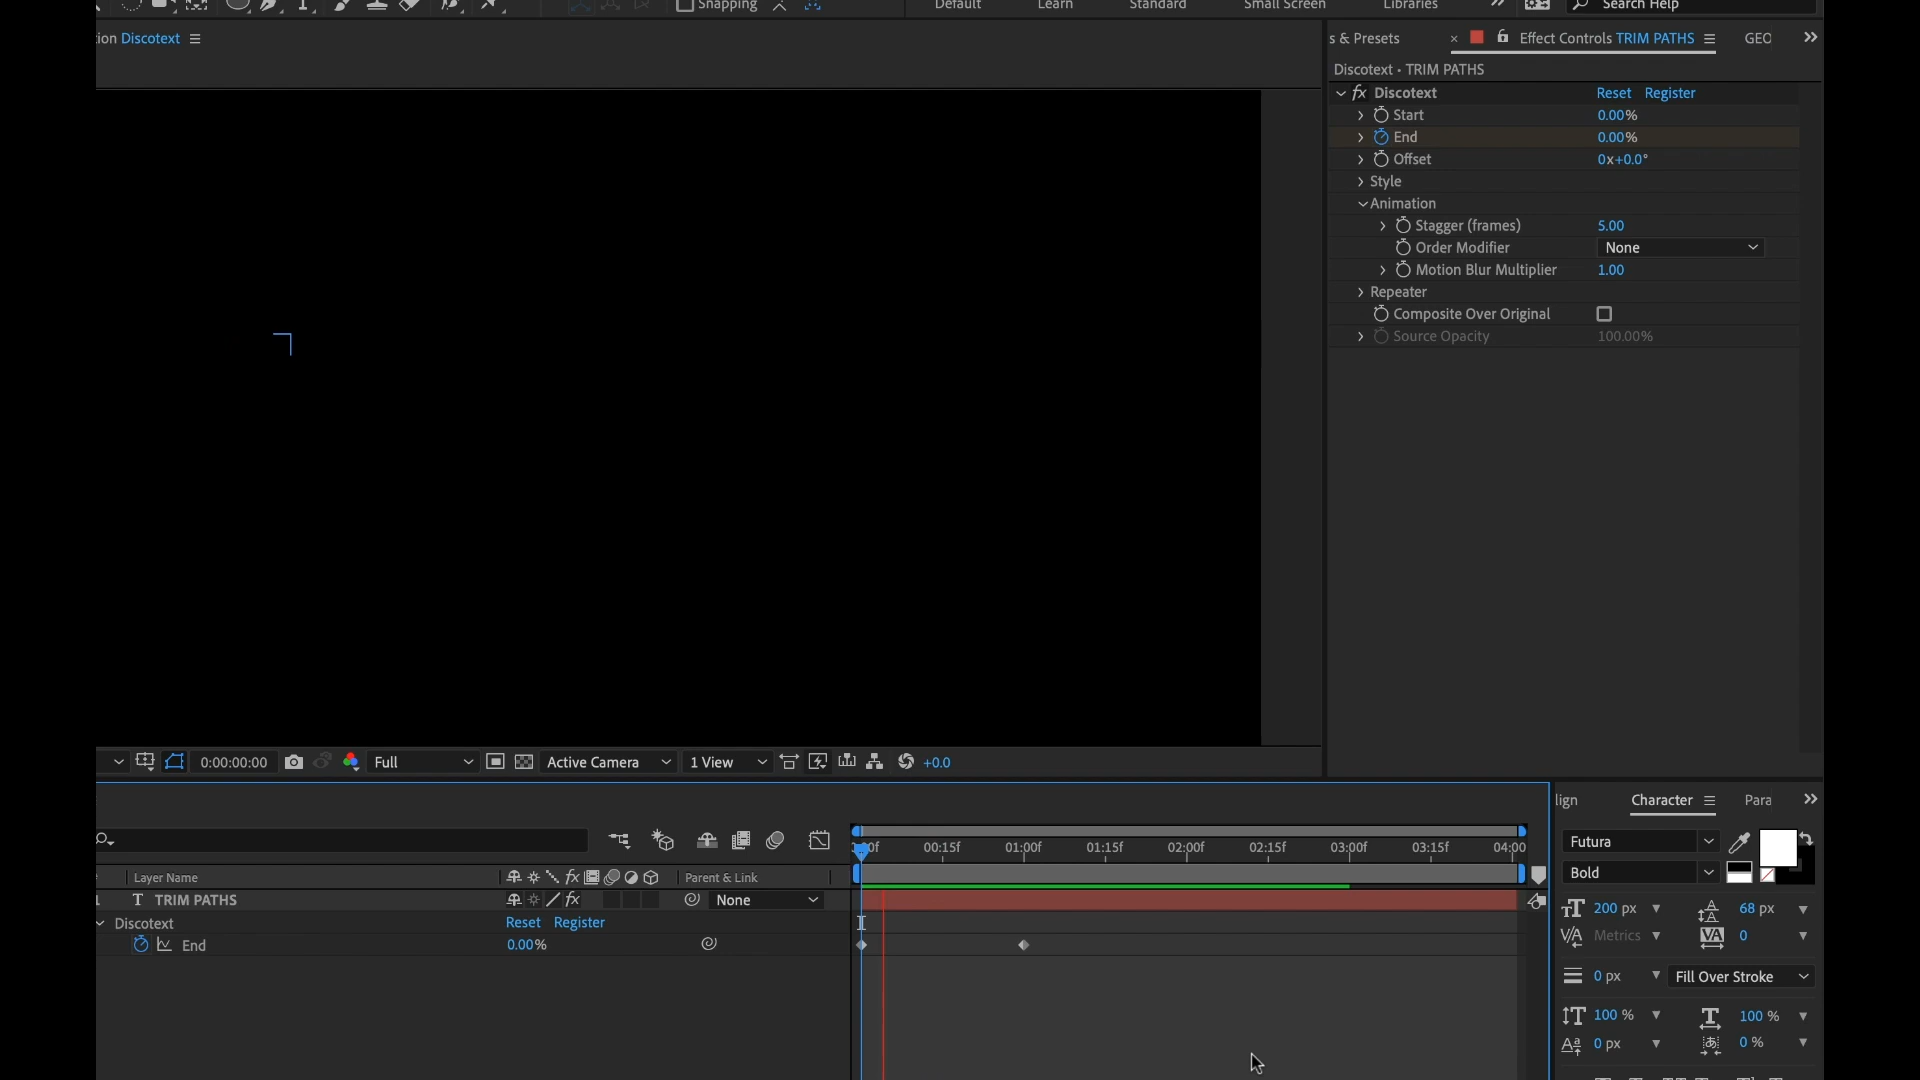 Snapping
Default
Learn
Standard
Small Screen
Libraries
Search Help
tion Discotext
s & Presets
Effect Controls TRIM PATHS
GEO
Discotext • TRIM PATHS
fx Discotext
Reset Register
Start 0.00%
End 0.00%
Offset 0x+0.0°
Style
Animation
Stagger (frames) 5.00
Order Modifier None
Motion Blur Multiplier 1.00
Repeater
Composite Over Original
Source Opacity 100.00%
0:00:00:00
Full
Active Camera
1 View
+0.0
lign
Character
Para
00:15f 01:00f 01:15f 02:00f 02:15f 03:00f 03:15f 04:00
Futura
Bold
Layer Name
fx
Parent & Link
T TRIM PATHS
fx
None
200 px
68 px
Discotext
Reset Register
VA Metrics
VA 0
End 0.00%
0 px
Fill Over Stroke
100 %
100 %
0 px
0 %